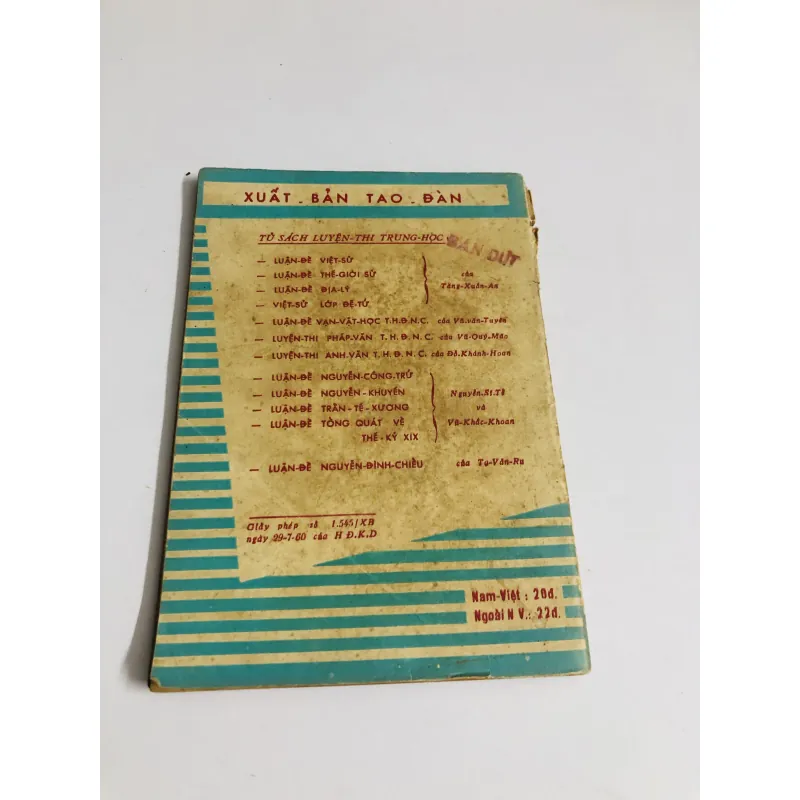 XUẤT - BẢN TAO - ĐÀN
TỦ SÁCH LUYỆN-THI TRUNG-HỌC
BÁN DỨT
— LUẬN-ĐỀ VIỆT-SỬ
— LUẬN-ĐỀ THẾ-GIỚI SỬ
— LUẬN-ĐỀ ĐỊA-LÝ
— VIỆT-SỬ LỚP ĐỆ-TỨ
của
Tăng-Xuân-An
— LUẬN-ĐỀ VẠN-VẬT-HỌC T.H.Đ.N.C. của Vũ-văn-Tuyên
— LUYỆN-THI PHÁP-VĂN T.H.Đ.N.C. của Vũ-Quý-Mão
— LUYỆN-THI ANH-VĂN T.H.Đ.N.C. của Đỗ-Khánh-Hoan
— LUẬN-ĐỀ NGUYỄN-CÔNG-TRỨ
— LUẬN-ĐỀ NGUYỄN-KHUYẾN
— LUẬN-ĐỀ TRẦN-TẾ-XƯƠNG
— LUẬN-ĐỀ TỔNG QUÁT VỀ
THẾ-KỶ XIX
Nguyễn-Sĩ-Tế
và
Vũ-Khắc-Khoan
— LUẬN-ĐỀ NGUYỄN-ĐÌNH-CHIỂU của Tạ-Văn-Ru
Giấy phép số 1.545/XB
ngày 29-7-60 của H Đ.K.D
Nam-Việt : 20đ.
Ngoài N V.: 22đ.